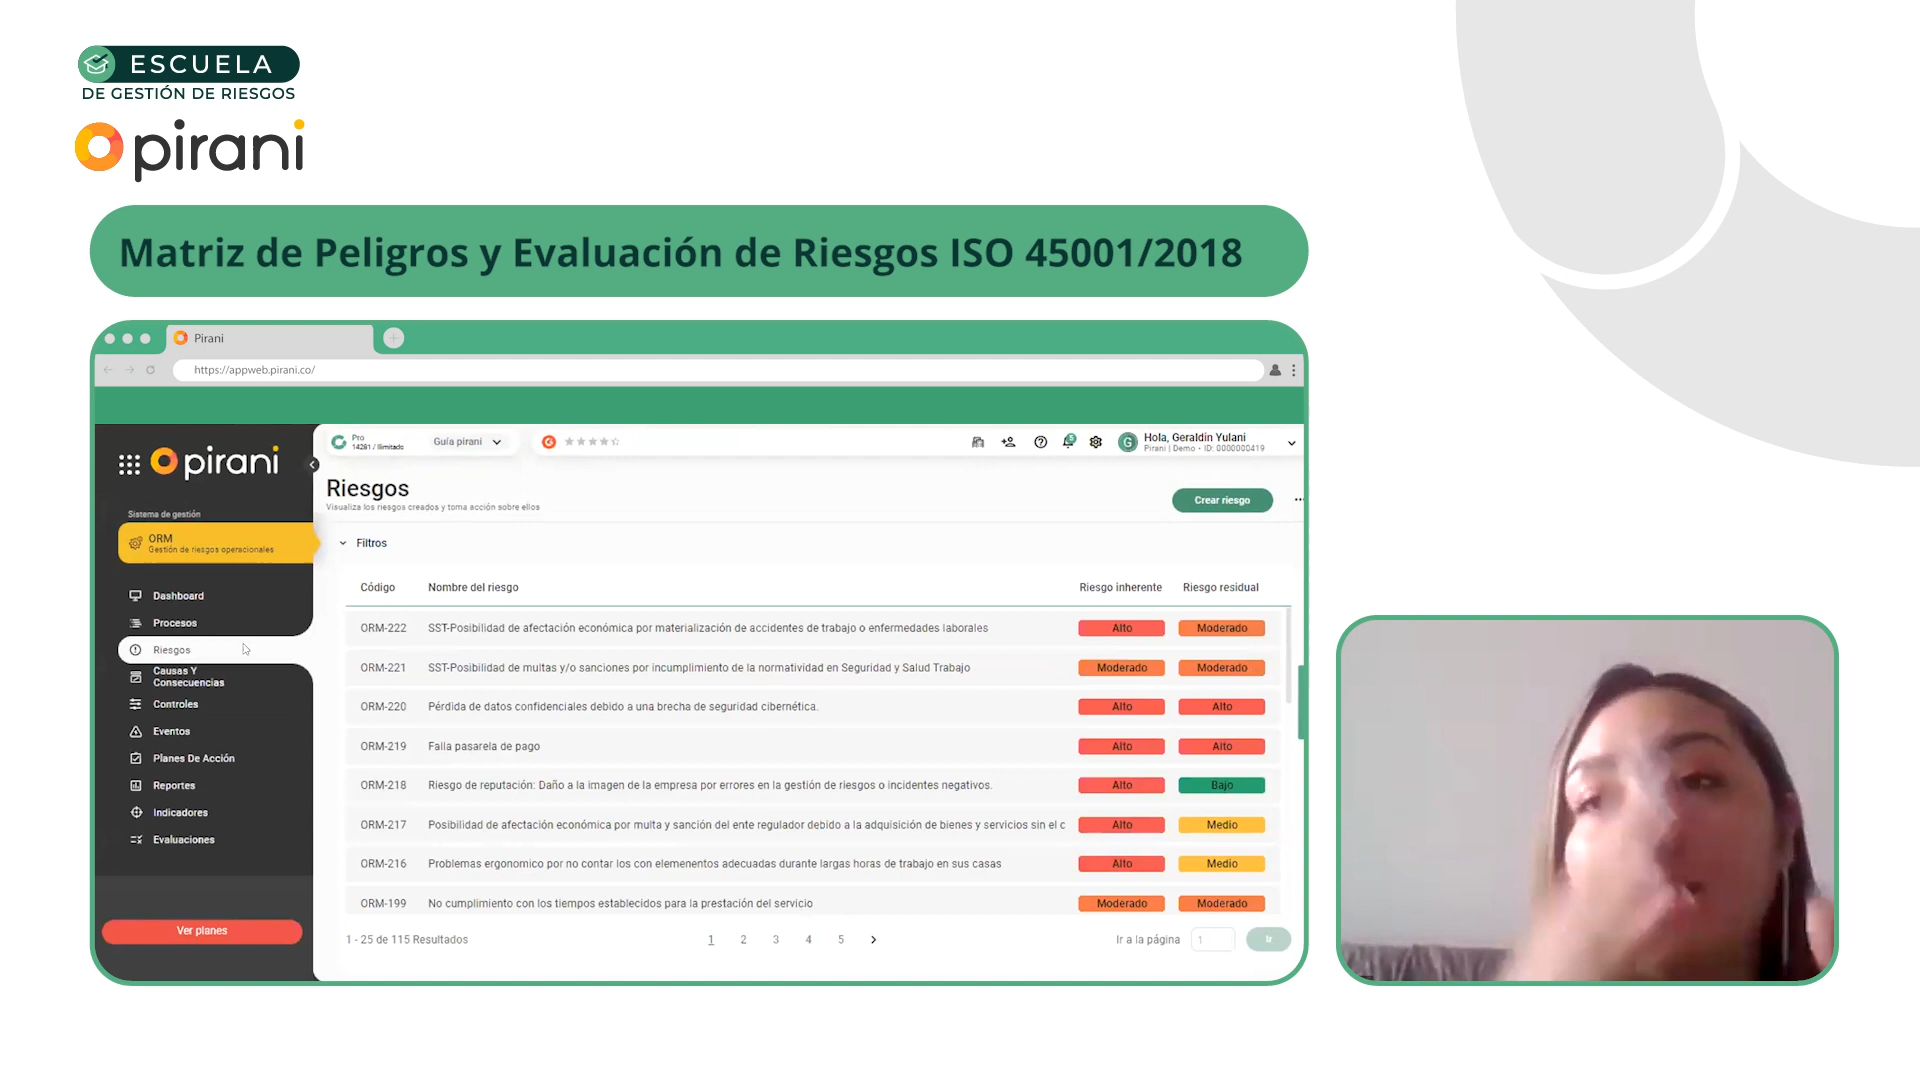 ESCUELA
DE GESTIÓN DE RIESGOS
pirani
Matriz de Peligros y Evaluación de Riesgos ISO 45001/2018
Pirani
https://appweb.pirani.co/
pirani
Sistema de gestión
ORM
Gestión de riesgos operacionales
Dashboard
Procesos
Riesgos
Causas Y
Consecuencias
Controles
Eventos
Planes De Acción
Reportes
Indicadores
Evaluaciones
Ver planes
Pro
14281 / Ilimitado
Guía pirani
Hola, Geraldin Yulani
Pirani | Demo - ID: 0000000419
Riesgos
Visualiza los riesgos creados y toma acción sobre ellos
Crear riesgo
Filtros
Código Nombre del riesgo Riesgo inherente Riesgo residual
ORM-222 SST-Posibilidad de afectación económica por materialización de accidentes de trabajo o enfermedades laborales Alto Moderado
ORM-221 SST-Posibilidad de multas y/o sanciones por incumplimiento de la normatividad en Seguridad y Salud Trabajo Moderado Moderado
ORM-220 Pérdida de datos confidenciales debido a una brecha de seguridad cibernética. Alto Alto
ORM-219 Falla pasarela de pago Alto Alto
ORM-218 Riesgo de reputación: Daño a la imagen de la empresa por errores en la gestión de riesgos o incidentes negativos. Alto Bajo
ORM-217 Posibilidad de afectación económica por multa y sanción del ente regulador debido a la adquisición de bienes y servicios sin el c Alto Medio
ORM-216 Problemas ergonomico por no contar los con elemenentos adecuadas durante largas horas de trabajo en sus casas Alto Medio
ORM-199 No cumplimiento con los tiempos establecidos para la prestación del servicio Moderado Moderado
1 - 25 de 115 Resultados 1 2 3 4 5 Ir a la página 1 Ir